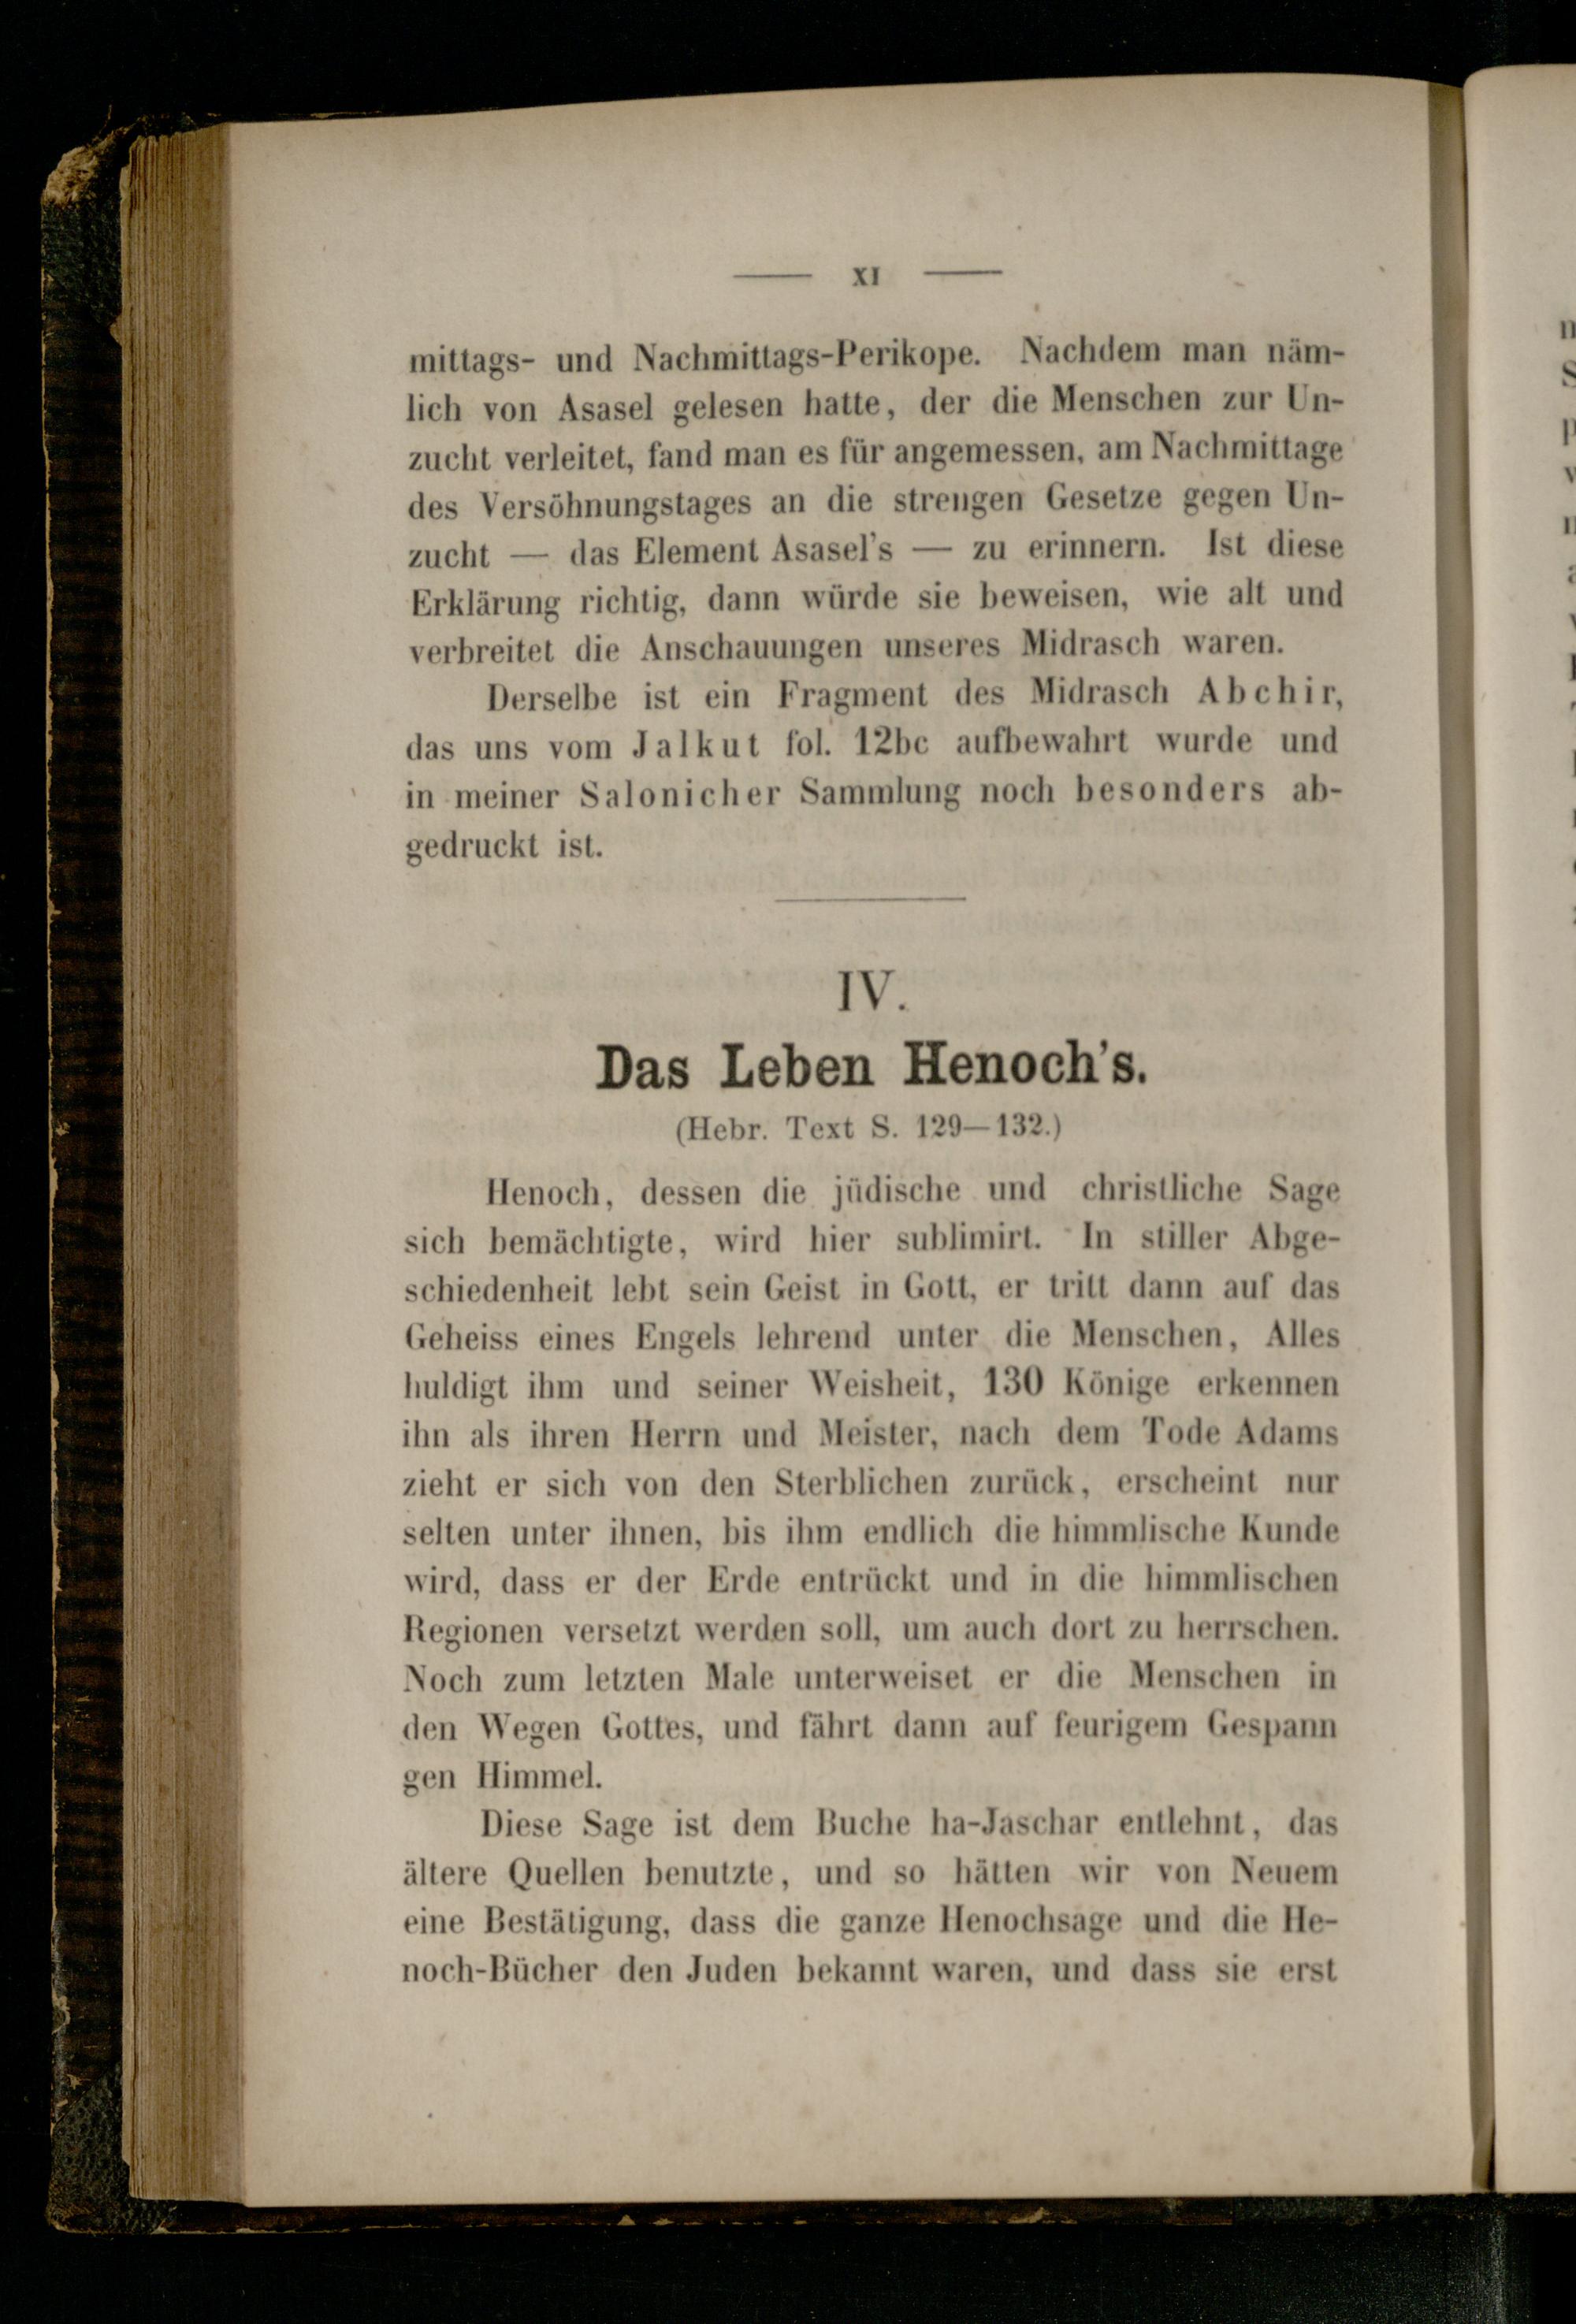 XI
mittags- und Nachmittags-Perikope. Nachdem man näm-
lich von Asasel gelesen hatte, der die Menschen zur Un-
zucht verleitet, fand man es für angemessen, am Nachmittage
des Versöhnungstages an die strengen Gesetze gegen Un-
zucht — das Element Asasel's — zu erinnern. Ist diese
Erklärung richtig, dann würde sie beweisen, wie alt und
verbreitet die Anschauungen unseres Midrasch waren.
Derselbe ist ein Fragment des Midrasch Abchir,
das uns vom Jalkut fol. 12bc aufbewahrt wurde und
in meiner Salonicher Sammlung noch besonders ab-
gedruckt ist.
IV.
Das Leben Henoch's.
(Hebr. Text S. 129—132.)
Henoch, dessen die jüdische und christliche Sage
sich bemächtigte, wird hier sublimirt. In stiller Abge-
schiedenheit lebt sein Geist in Gott, er tritt dann auf das
Geheiss eines Engels lehrend unter die Menschen, Alles
huldigt ihm und seiner Weisheit, 130 Könige erkennen
ihn als ihren Herrn und Meister, nach dem Tode Adams
zieht er sich von den Sterblichen zurück, erscheint nur
selten unter ihnen, bis ihm endlich die himmlische Kunde
wird, dass er der Erde entrückt und in die himmlischen
Regionen versetzt werden soll, um auch dort zu herrschen.
Noch zum letzten Male unterweiset er die Menschen in
den Wegen Gottes, und fährt dann auf feurigem Gespann
gen Himmel.
Diese Sage ist dem Buche ha-Jaschar entlehnt, das
ältere Quellen benutzte, und so hätten wir von Neuem
eine Bestätigung, dass die ganze Henochsage und die He-
noch-Bücher den Juden bekannt waren, und dass sie erst